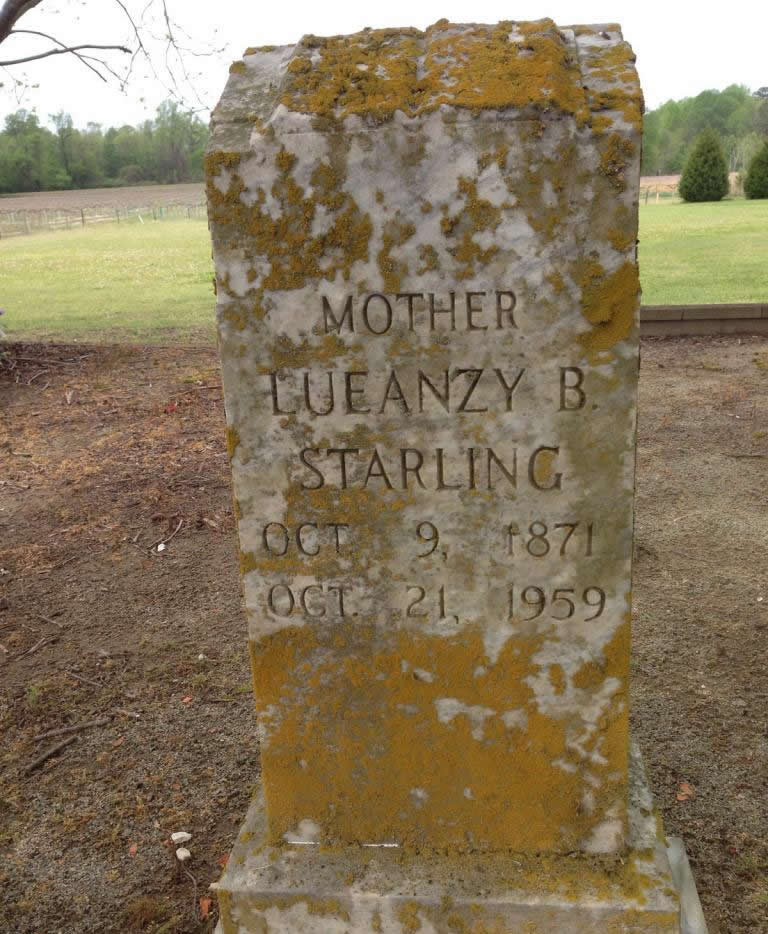 MOTHER
LUEANZY B.
STARLING
OCT. 9, 1871
OCT. 21, 1959